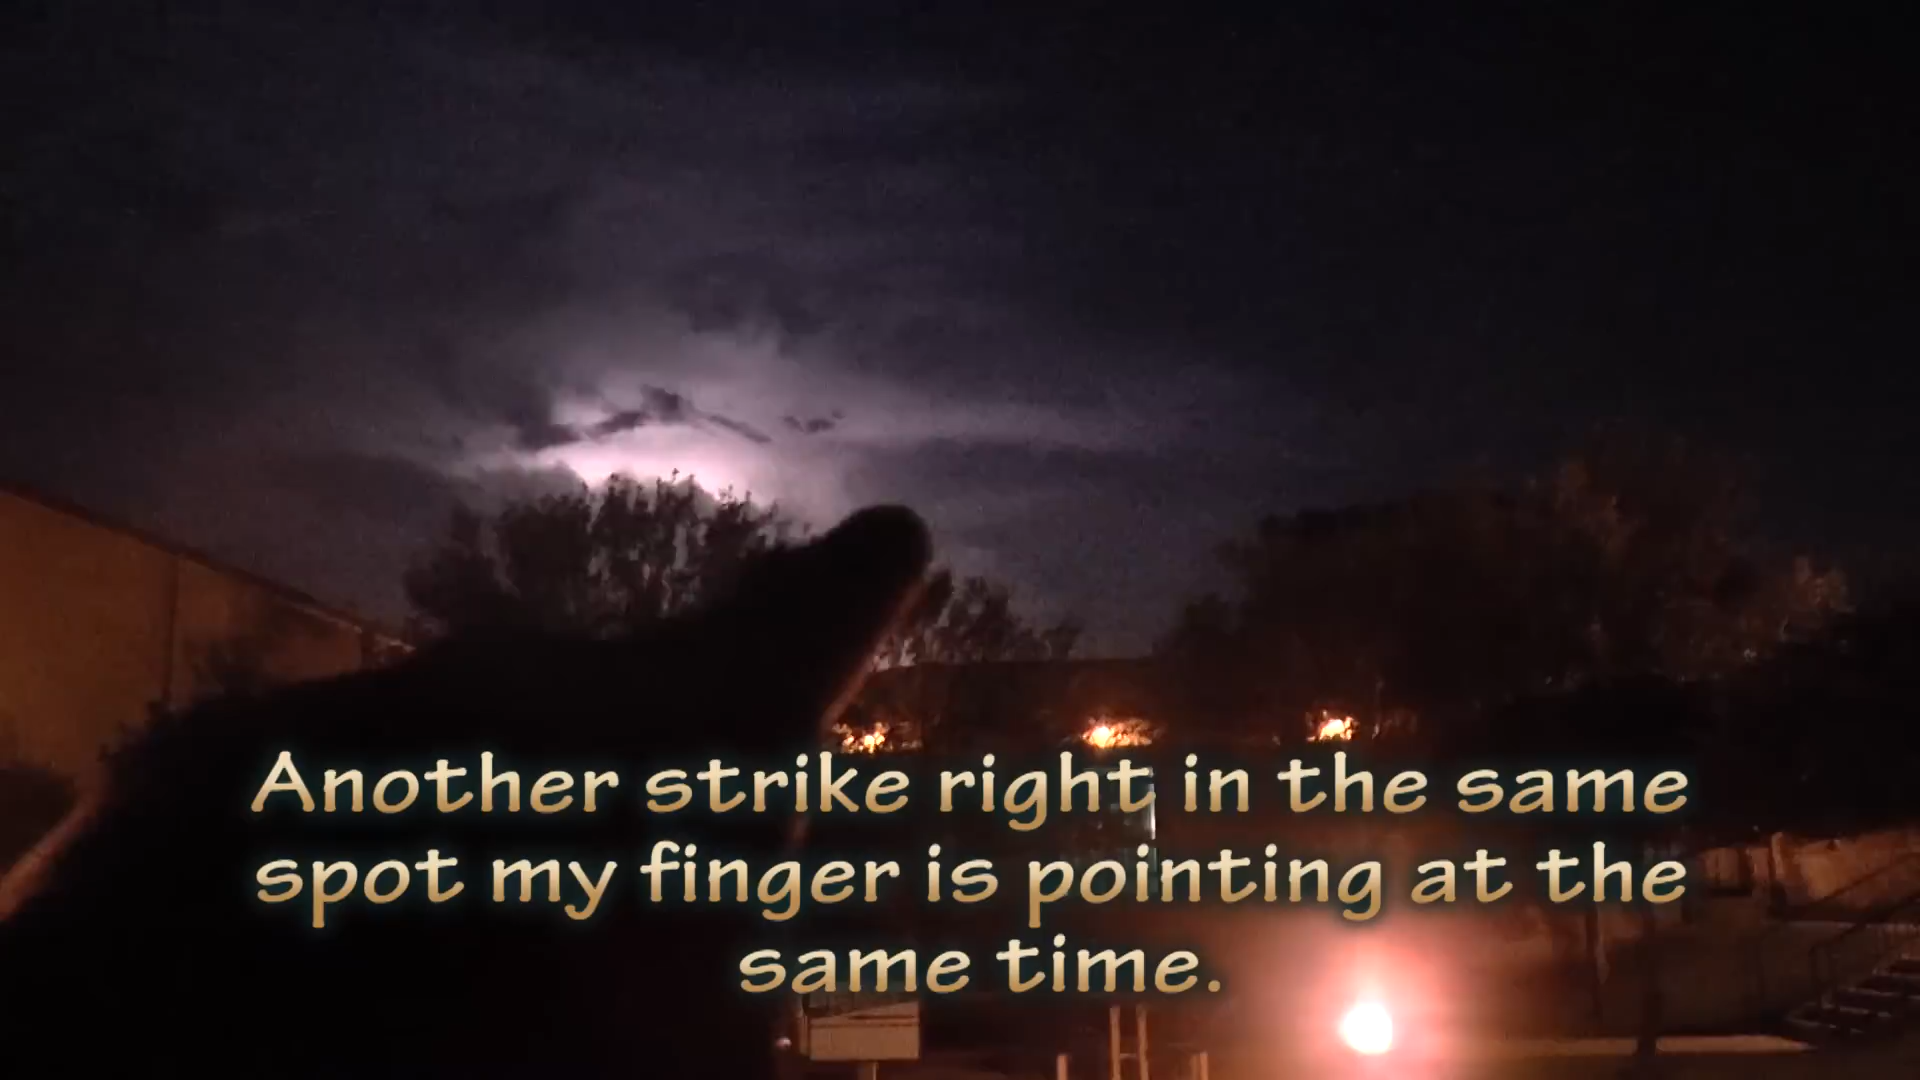 Another strike right in the same
spot my finger is pointing at the
same time.